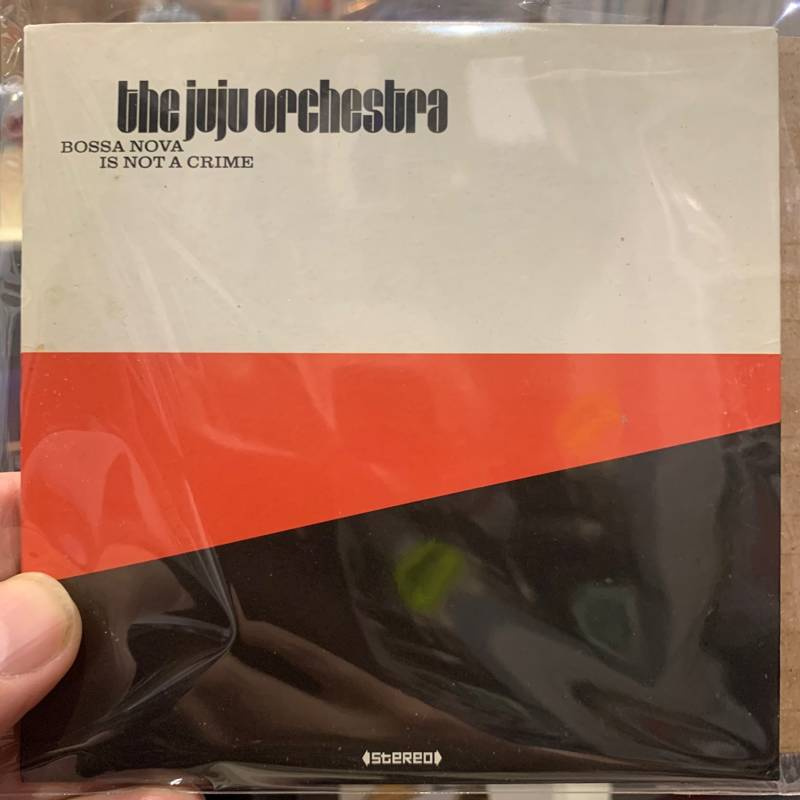 the juju orchestra
BOSSA NOVA
IS NOT A CRIME
stereo